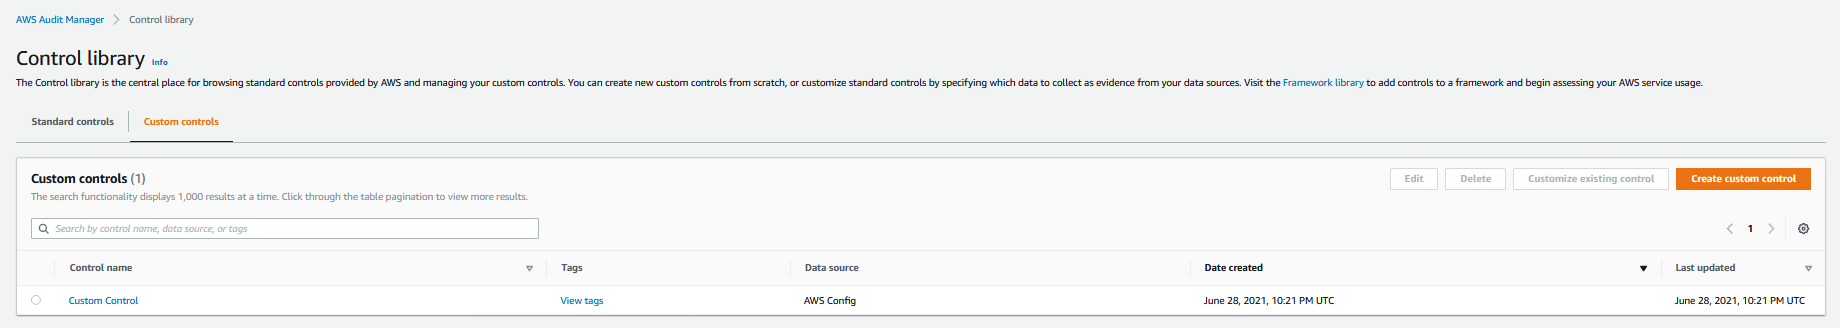 AWS Audit Manager > Control library
Control library Info
The Control library is the central place for browsing standard controls provided by AWS and managing your custom controls. You can create new custom controls from scratch, or customize standard controls by specifying which data to collect as evidence from your data sources. Visit the Framework library to add controls to a framework and begin assessing your AWS service usage.
Standard controls Custom controls
Custom controls (1) Edit Delete Customize existing control Create custom control
The search functionality displays 1,000 results at a time. Click through the table pagination to view more results.
Search by control name, data source, or tags < 1 >
Control name Tags Data source Date created Last updated
Custom Control View tags AWS Config June 28, 2021, 10:21 PM UTC June 28, 2021, 10:21 PM UTC